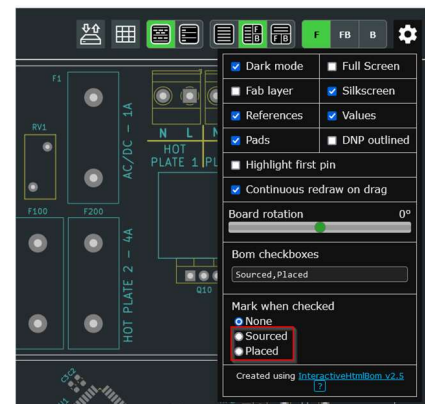 F FB B
F1
Dark mode Full Screen
Fab layer Silkscreen
References Values
Pads DNP outlined
Highlight first pin
Continuous redraw on drag
Board rotation 0°
Bom checkboxes
Sourced,Placed
Mark when checked
None
Sourced
Placed
Created using InteractiveHtmlBom v2.5
?
AC/DC - 1A
RV1
N L N
HOT
PLATE 1 PL
F100 F200
HOT PLATE 2 - 4A
Q10
C5C2